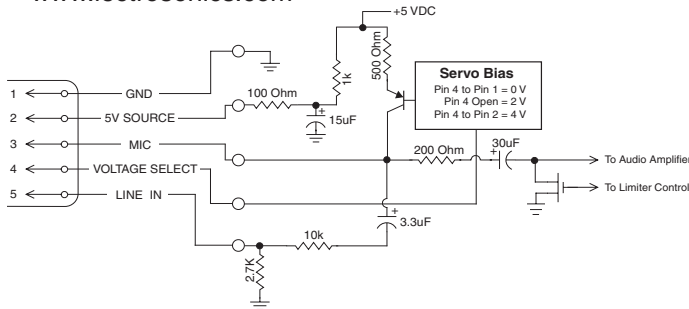 +5 VDC
500 Ohm
1k
Servo Bias
Pin 4 to Pin 1 = 0 V
Pin 4 Open = 2 V
Pin 4 to Pin 2 = 4 V
1 GND
100 Ohm
2 5V SOURCE
+
15uF
3 MIC
200 Ohm
+
30uF
To Audio Amplifier
4 VOLTAGE SELECT
To Limiter Control
5 LINE IN
+
3.3uF
10k
2.7K